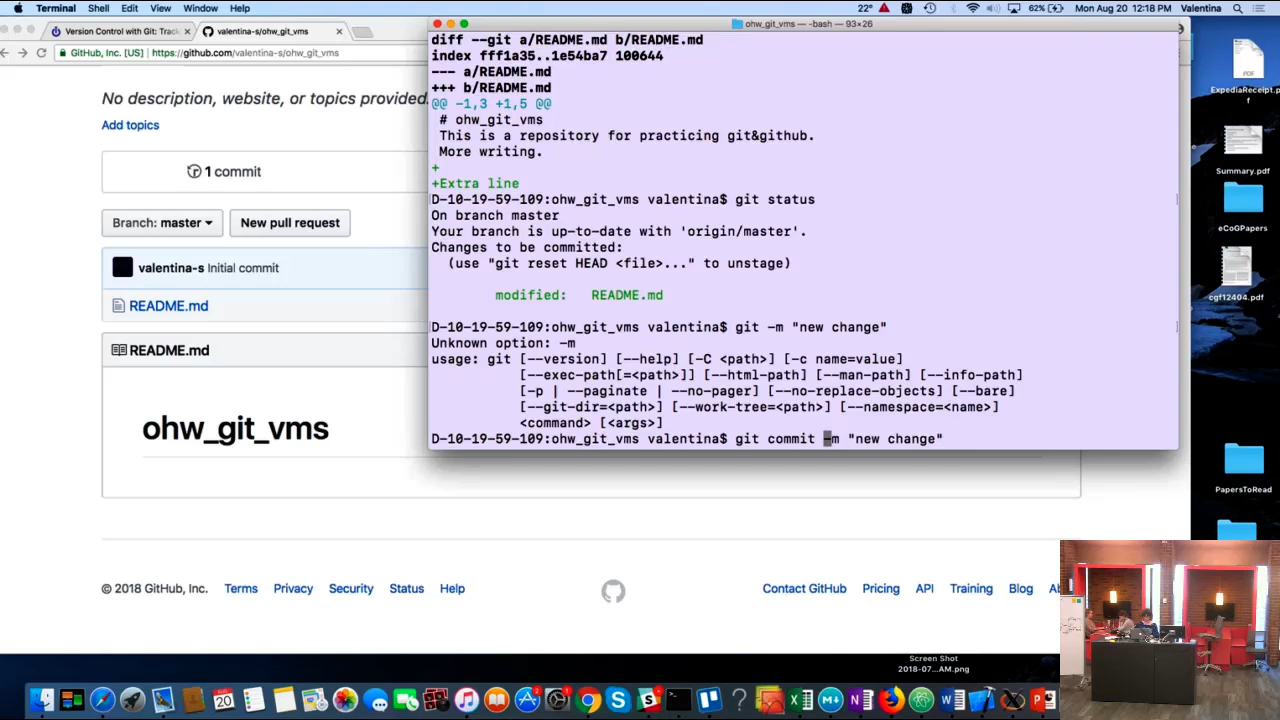 Terminal Shell Edit View Window Help
22° 62% Mon Aug 20 12:18 PM Valentina
Version Control with Git: Track
valentina-s/ohw_git_vms
GitHub, Inc. [US] https://github.com/valentina-s/ohw_git_vms
No description, website, or topics provided.
Add topics
1 commit
Branch: master
New pull request
valentina-s Initial commit
README.md
README.md
ohw_git_vms
© 2018 GitHub, Inc. Terms Privacy Security Status Help
Contact GitHub Pricing API Training Blog
ohw_git_vms — -bash — 93×26
diff --git a/README.md b/README.md
index fff1a35..1e54ba7 100644
--- a/README.md
+++ b/README.md
@@ -1,3 +1,5 @@
# ohw_git_vms
This is a repository for practicing git&github.
More writing.
+
+Extra line
D-10-19-59-109:ohw_git_vms valentina$ git status
On branch master
Your branch is up-to-date with 'origin/master'.
Changes to be committed:
(use "git reset HEAD <file>..." to unstage)
modified: README.md
D-10-19-59-109:ohw_git_vms valentina$ git -m "new change"
Unknown option: -m
usage: git [--version] [--help] [-C <path>] [-c name=value]
[--exec-path[=<path>]] [--html-path] [--man-path] [--info-path]
[-p | --paginate | --no-pager] [--no-replace-objects] [--bare]
[--git-dir=<path>] [--work-tree=<path>] [--namespace=<name>]
<command> [<args>]
D-10-19-59-109:ohw_git_vms valentina$ git commit -m "new change"
PDF
ExpediaReceipt.p
f
Summary.pdf
eCoGPapers
cgf12404.pdf
PapersToRead
Screen Shot
2018-07...AM.png